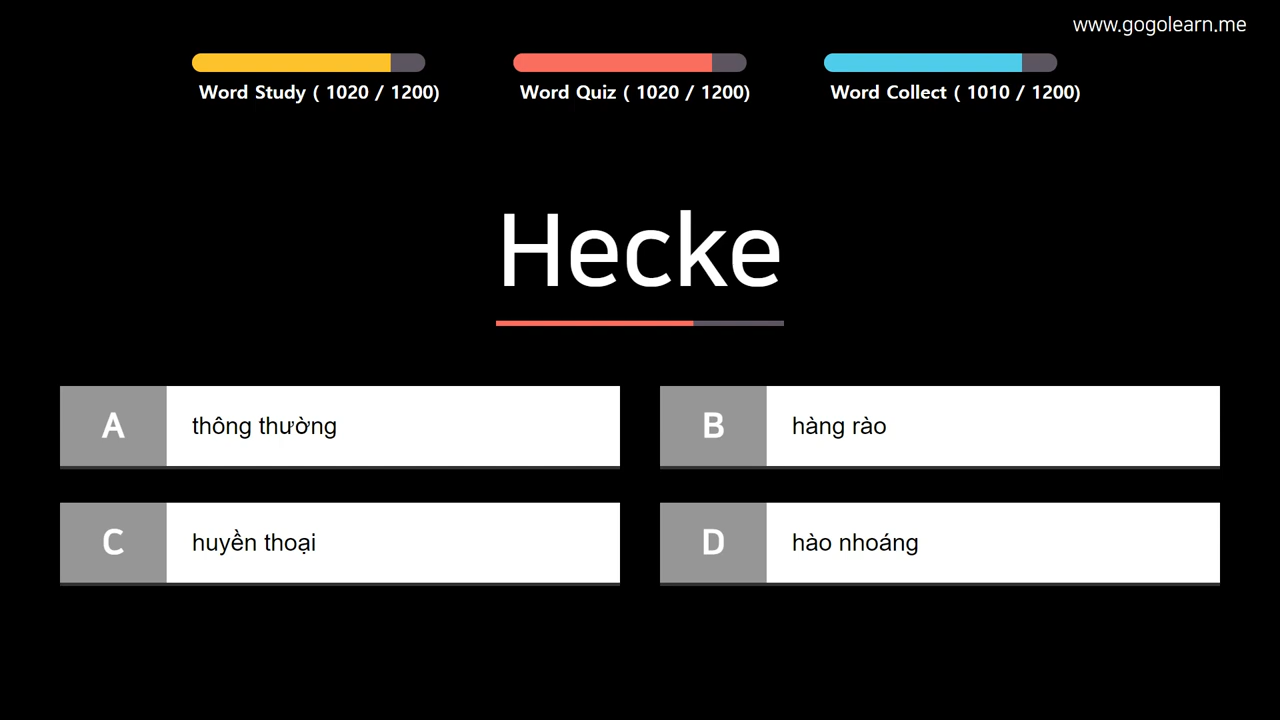 www.gogolearn.me
Word Study ( 1020 / 1200)
Word Quiz ( 1020 / 1200)
Word Collect ( 1010 / 1200)
Hecke
A thông thường
B hàng rào
C huyền thoại
D hào nhoáng